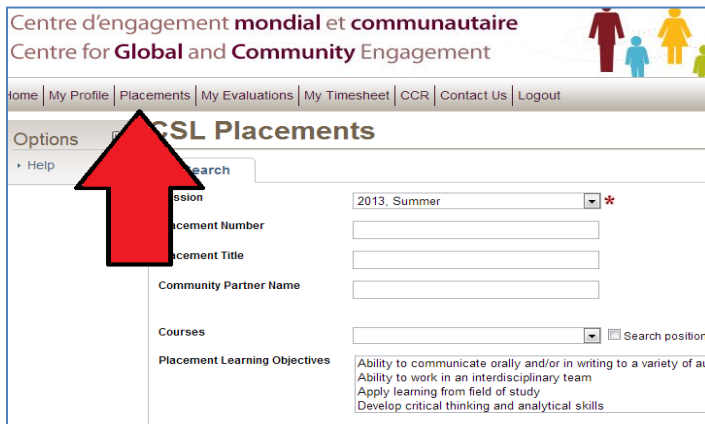 Centre d'engagement mondial et communautaire
Centre for Global and Community Engagement
Home | My Profile | Placements | My Evaluations | My Timesheet | CCR | Contact Us | Logout
Options
CSL Placements
Help
Search
Session
2013, Summer
*
Placement Number
Placement Title
Community Partner Name
Courses
Search position
Placement Learning Objectives
Ability to communicate orally and/or in writing to a variety of au
Ability to work in an interdisciplinary team
Apply learning from field of study
Develop critical thinking and analytical skills